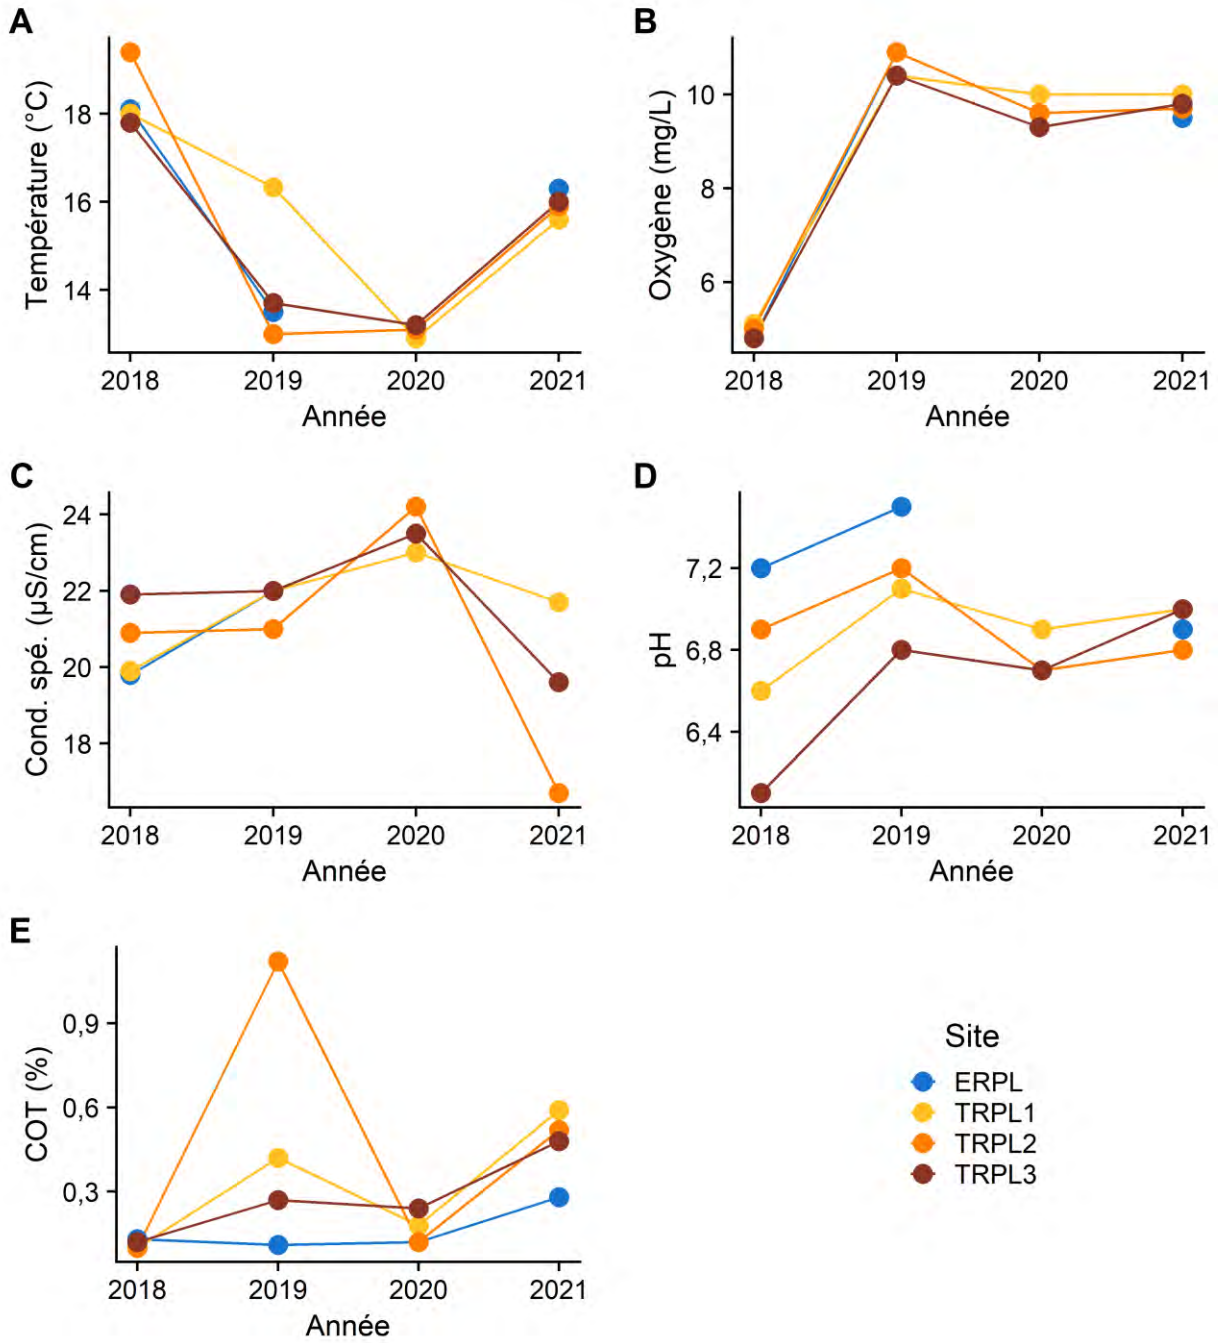 A
Température (°C)
18
16
14
2018 2019 2020 2021
Année
B
Oxygène (mg/L)
10
8
6
2018 2019 2020 2021
Année
C
Cond. spé. (µS/cm)
24
22
20
18
2018 2019 2020 2021
Année
D
pH
7,2
6,8
6,4
2018 2019 2020 2021
Année
E
COT (%)
0,9
0,6
0,3
2018 2019 2020 2021
Année
Site
ERPL
TRPL1
TRPL2
TRPL3